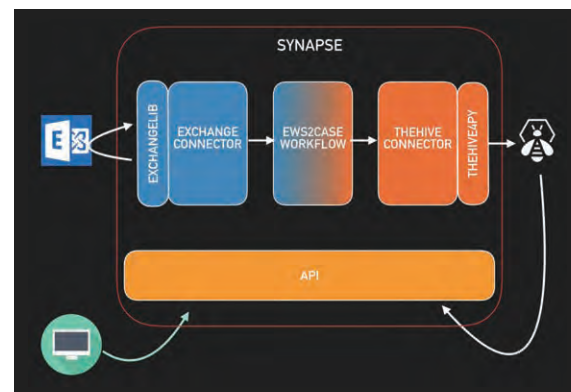 SYNAPSE
EXCHANGELIB
EXCHANGE
CONNECTOR
EWS2CASE
WORKFLOW
THEHIVE
CONNECTOR
THEHIVE4PY
E
API